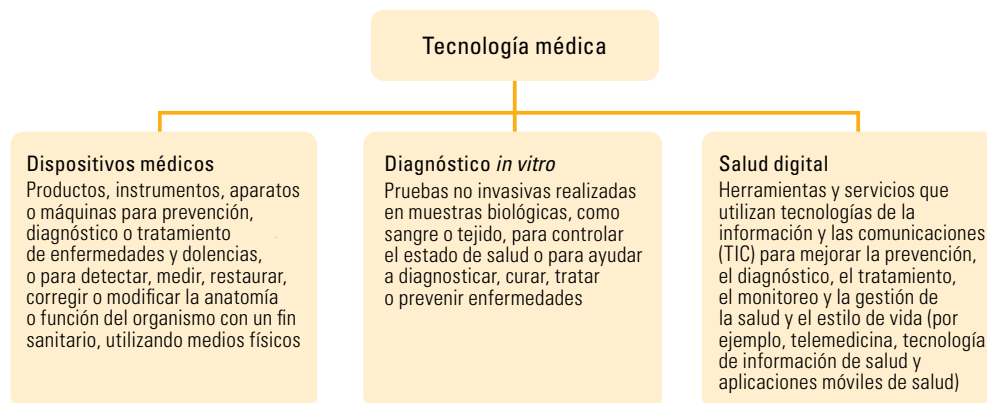 Tecnología médica
Dispositivos médicos
Productos, instrumentos, aparatos
o máquinas para prevención,
diagnóstico o tratamiento
de enfermedades y dolencias,
o para detectar, medir, restaurar,
corregir o modificar la anatomía
o función del organismo con un fin
sanitario, utilizando medios físicos
Diagnóstico in vitro
Pruebas no invasivas realizadas
en muestras biológicas, como
sangre o tejido, para controlar
el estado de salud o para ayudar
a diagnosticar, curar, tratar
o prevenir enfermedades
Salud digital
Herramientas y servicios que
utilizan tecnologías de la
información y las comunicaciones
(TIC) para mejorar la prevención,
el diagnóstico, el tratamiento,
el monitoreo y la gestión de
la salud y el estilo de vida (por
ejemplo, telemedicina, tecnología
de información de salud y
aplicaciones móviles de salud)